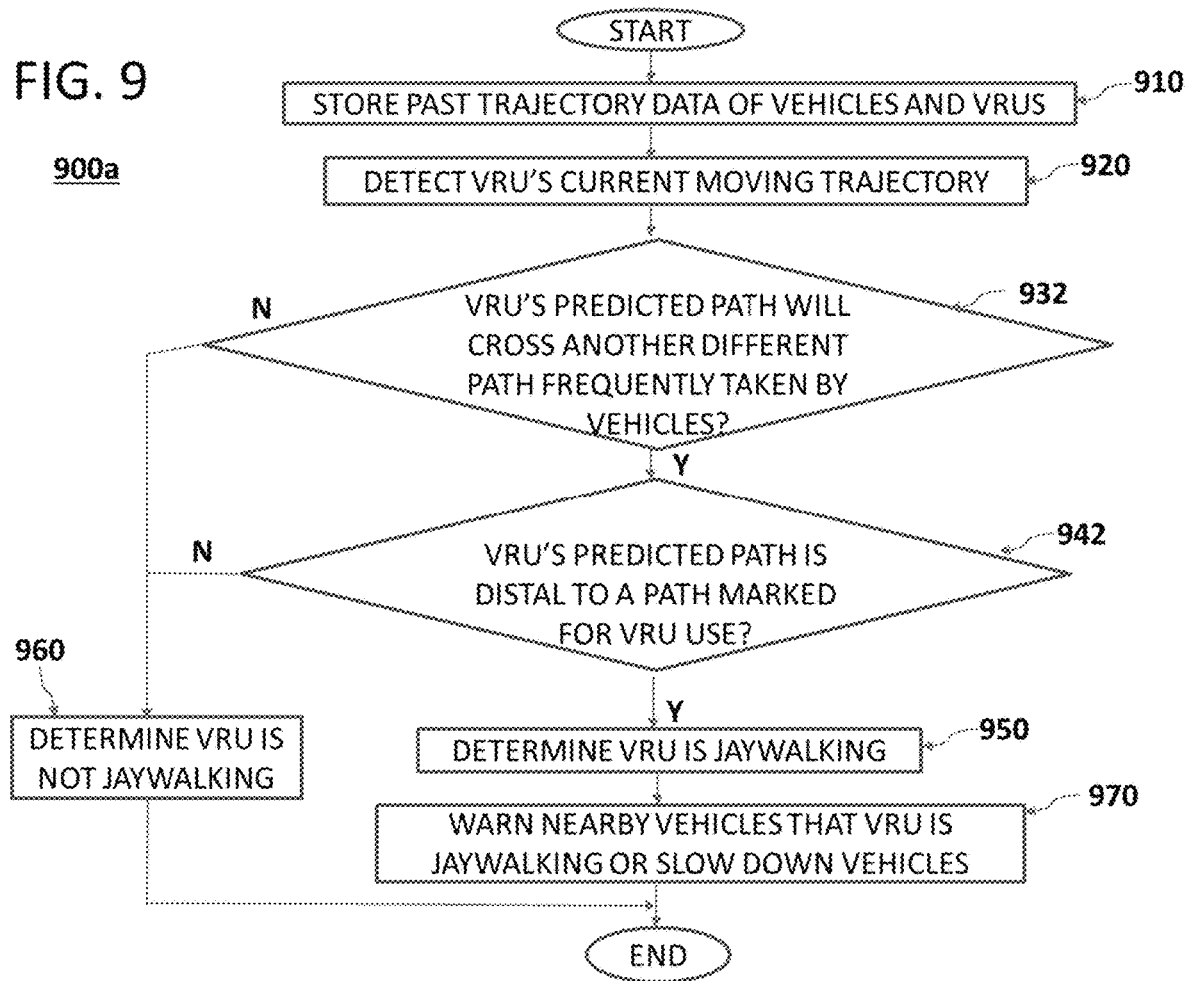 START
FIG. 9
910
STORE PAST TRAJECTORY DATA OF VEHICLES AND VRUS
900a
920
DETECT VRU'S CURRENT MOVING TRAJECTORY
932
N
VRU'S PREDICTED PATH WILL
CROSS ANOTHER DIFFERENT
PATH FREQUENTLY TAKEN BY
VEHICLES?
Y
942
N
VRU'S PREDICTED PATH IS
DISTAL TO A PATH MARKED
FOR VRU USE?
960
Y
DETERMINE VRU IS
NOT JAYWALKING
950
DETERMINE VRU IS JAYWALKING
970
WARN NEARBY VEHICLES THAT VRU IS
JAYWALKING OR SLOW DOWN VEHICLES
END